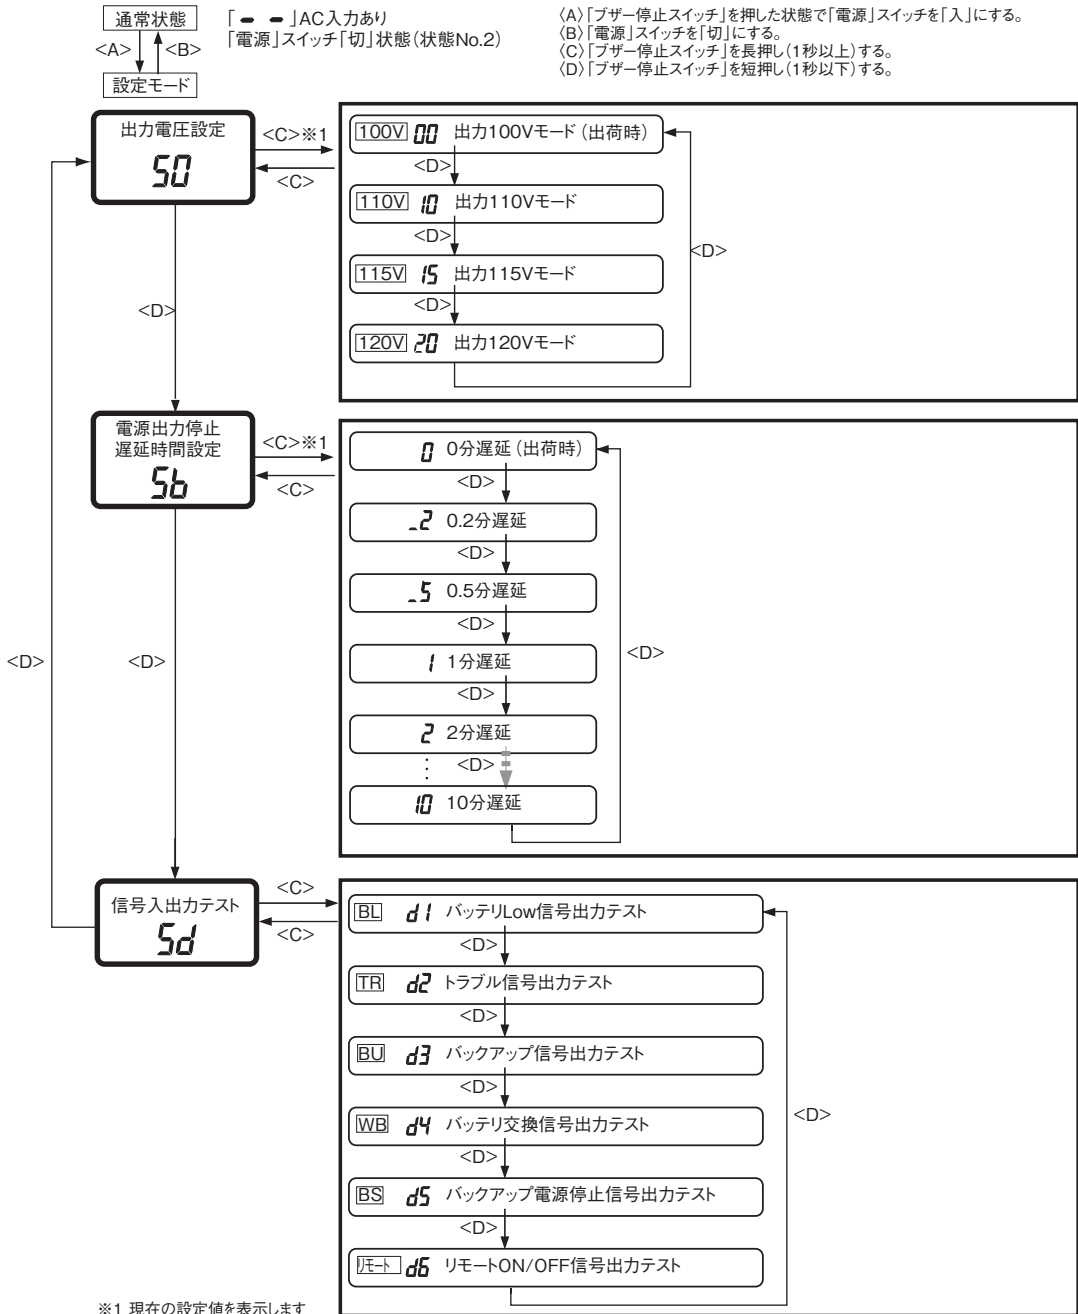 通常状態
「- -」AC入力あり
「電源」スイッチ「切」状態(状態No.2)
<A>
<B>
設定モード
〈A〉「ブザー停止スイッチ」を押した状態で「電源」スイッチを「入」にする。
〈B〉「電源」スイッチを「切」にする。
〈C〉「ブザー停止スイッチ」を長押し(1秒以上)する。
〈D〉「ブザー停止スイッチ」を短押し(1秒以下)する。
出力電圧設定
S0
<C>※1
<C>
100V 00 出力100Vモード(出荷時)
<D>
110V 10 出力110Vモード
<D>
115V 15 出力115Vモード
<D>
120V 20 出力120Vモード
<D>
<D>
電源出力停止
遅延時間設定
Sb
<C>※1
<C>
0 0分遅延(出荷時)
<D>
_2 0.2分遅延
<D>
_5 0.5分遅延
<D>
1 1分遅延
<D>
2 2分遅延
⋮ <D>
10 10分遅延
<D>
<D>
<D>
信号入出力テスト
Sd
<C>
<C>
BL d1 バッテリLow信号出力テスト
<D>
TR d2 トラブル信号出力テスト
<D>
BU d3 バックアップ信号出力テスト
<D>
WB d4 バッテリ交換信号出力テスト
<D>
BS d5 バックアップ電源停止信号出力テスト
<D>
リモート d6 リモートON/OFF信号出力テスト
<D>
※1 現在の設定値を表示します